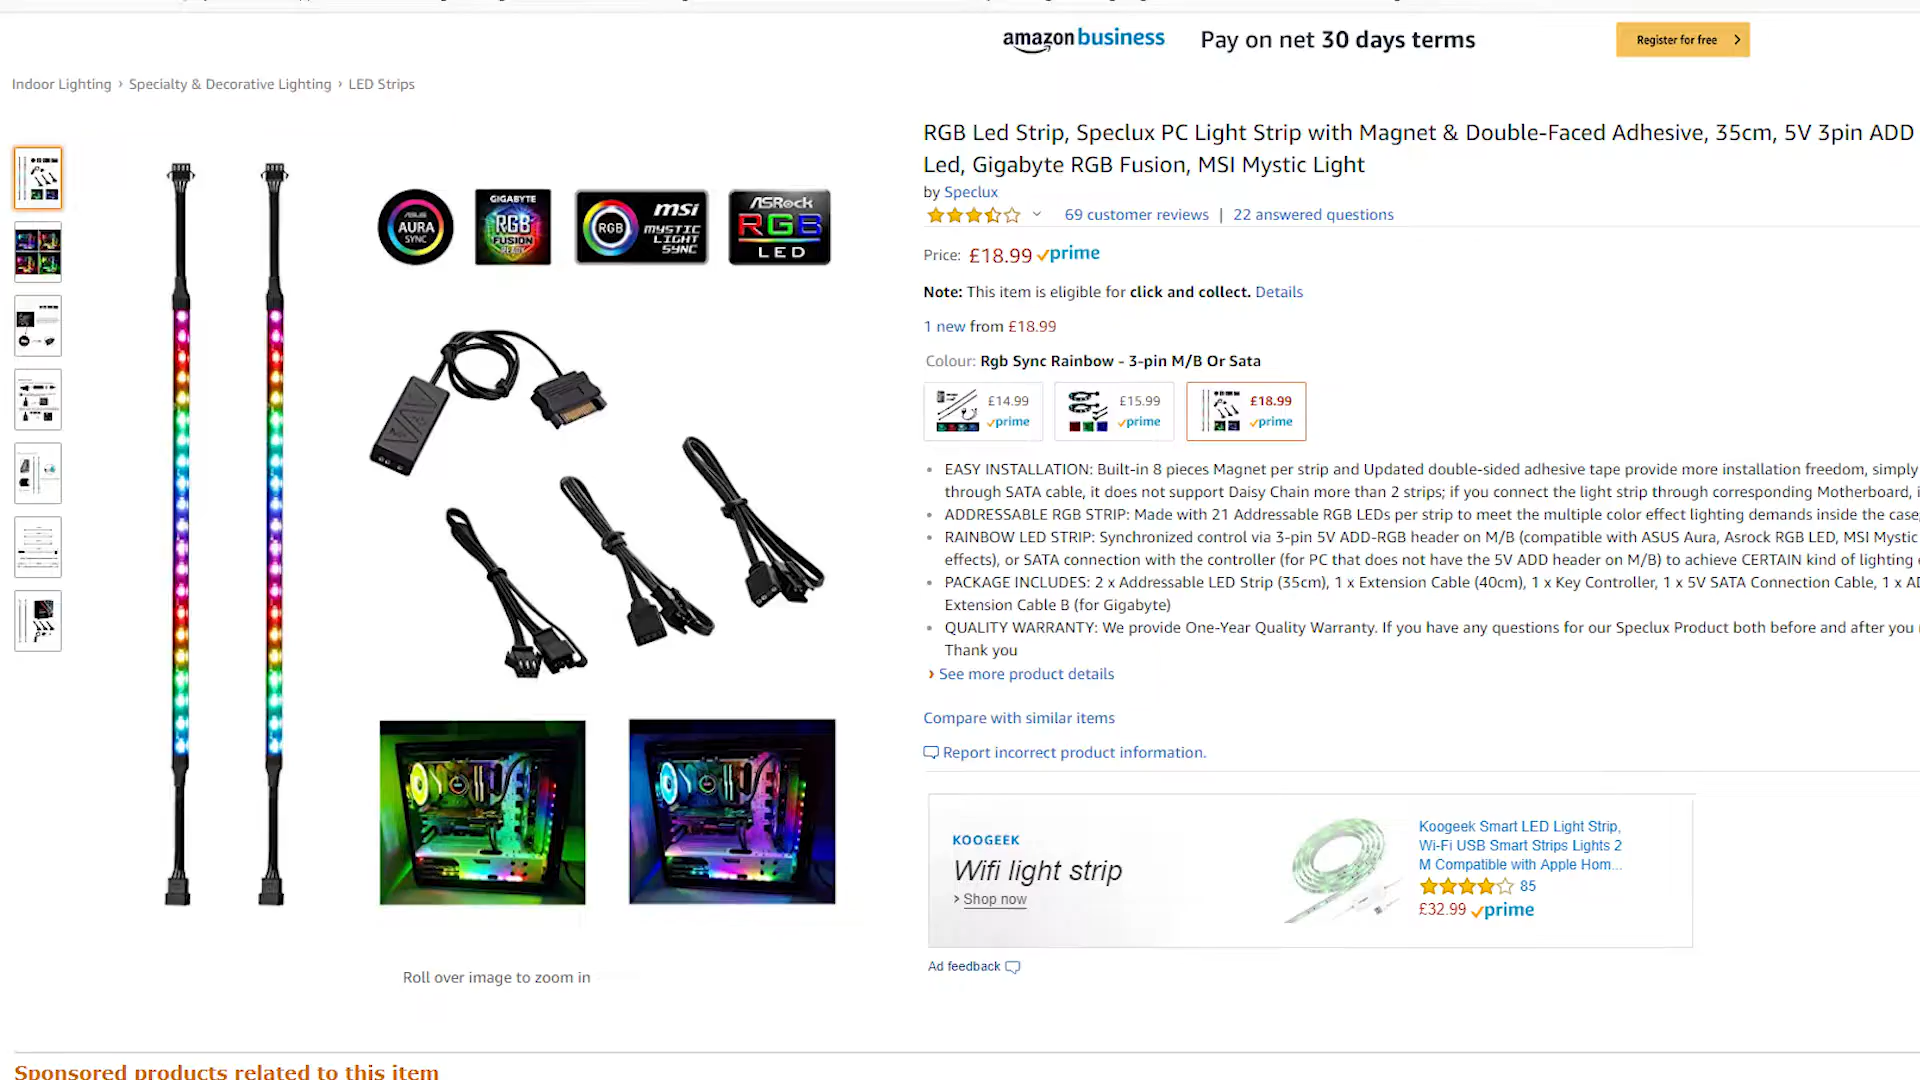 amazon business Pay on net 30 days terms Register for free
Indoor Lighting › Specialty & Decorative Lighting › LED Strips
RGB Led Strip, Speclux PC Light Strip with Magnet & Double-Faced Adhesive, 35cm, 5V 3pin ADD
Led, Gigabyte RGB Fusion, MSI Mystic Light
by Speclux
69 customer reviews | 22 answered questions
Price: £18.99 prime
Note: This item is eligible for click and collect. Details
1 new from £18.99
Colour: Rgb Sync Rainbow - 3-pin M/B Or Sata
£14.99 £15.99 £18.99
prime prime prime
• EASY INSTALLATION: Built-in 8 pieces Magnet per strip and Updated double-sided adhesive tape provide more installation freedom, simply
through SATA cable, it does not support Daisy Chain more than 2 strips; if you connect the light strip through corresponding Motherboard,
• ADDRESSABLE RGB STRIP: Made with 21 Addressable RGB LEDs per strip to meet the multiple color effect lighting demands inside the case
• RAINBOW LED STRIP: Synchronized control via 3-pin 5V ADD-RGB header on M/B (compatible with ASUS Aura, Asrock RGB LED, MSI Mystic
effects), or SATA connection with the controller (for PC that does not have the 5V ADD header on M/B) to achieve CERTAIN kind of lighting
• PACKAGE INCLUDES: 2 x Addressable LED Strip (35cm), 1 x Extension Cable (40cm), 1 x Key Controller, 1 x 5V SATA Connection Cable, 1 x
Extension Cable B (for Gigabyte)
• QUALITY WARRANTY: We provide One-Year Quality Warranty. If you have any questions for our Speclux Product both before and after you
Thank you
› See more product details
Compare with similar items
Report incorrect product information.
KOOGEEK
Wifi light strip
› Shop now
Koogeek Smart LED Light Strip,
Wi-Fi USB Smart Strips Lights 2
M Compatible with Apple Hom...
85
£32.99 prime
Ad feedback
ASUS
AURA
SYNC
GIGABYTE
RGB
FUSION
READY
RGB
msi
MYSTIC
LIGHT
SYNC
ASRock
RGB
LED
Roll over image to zoom in
Sponsored products related to this item